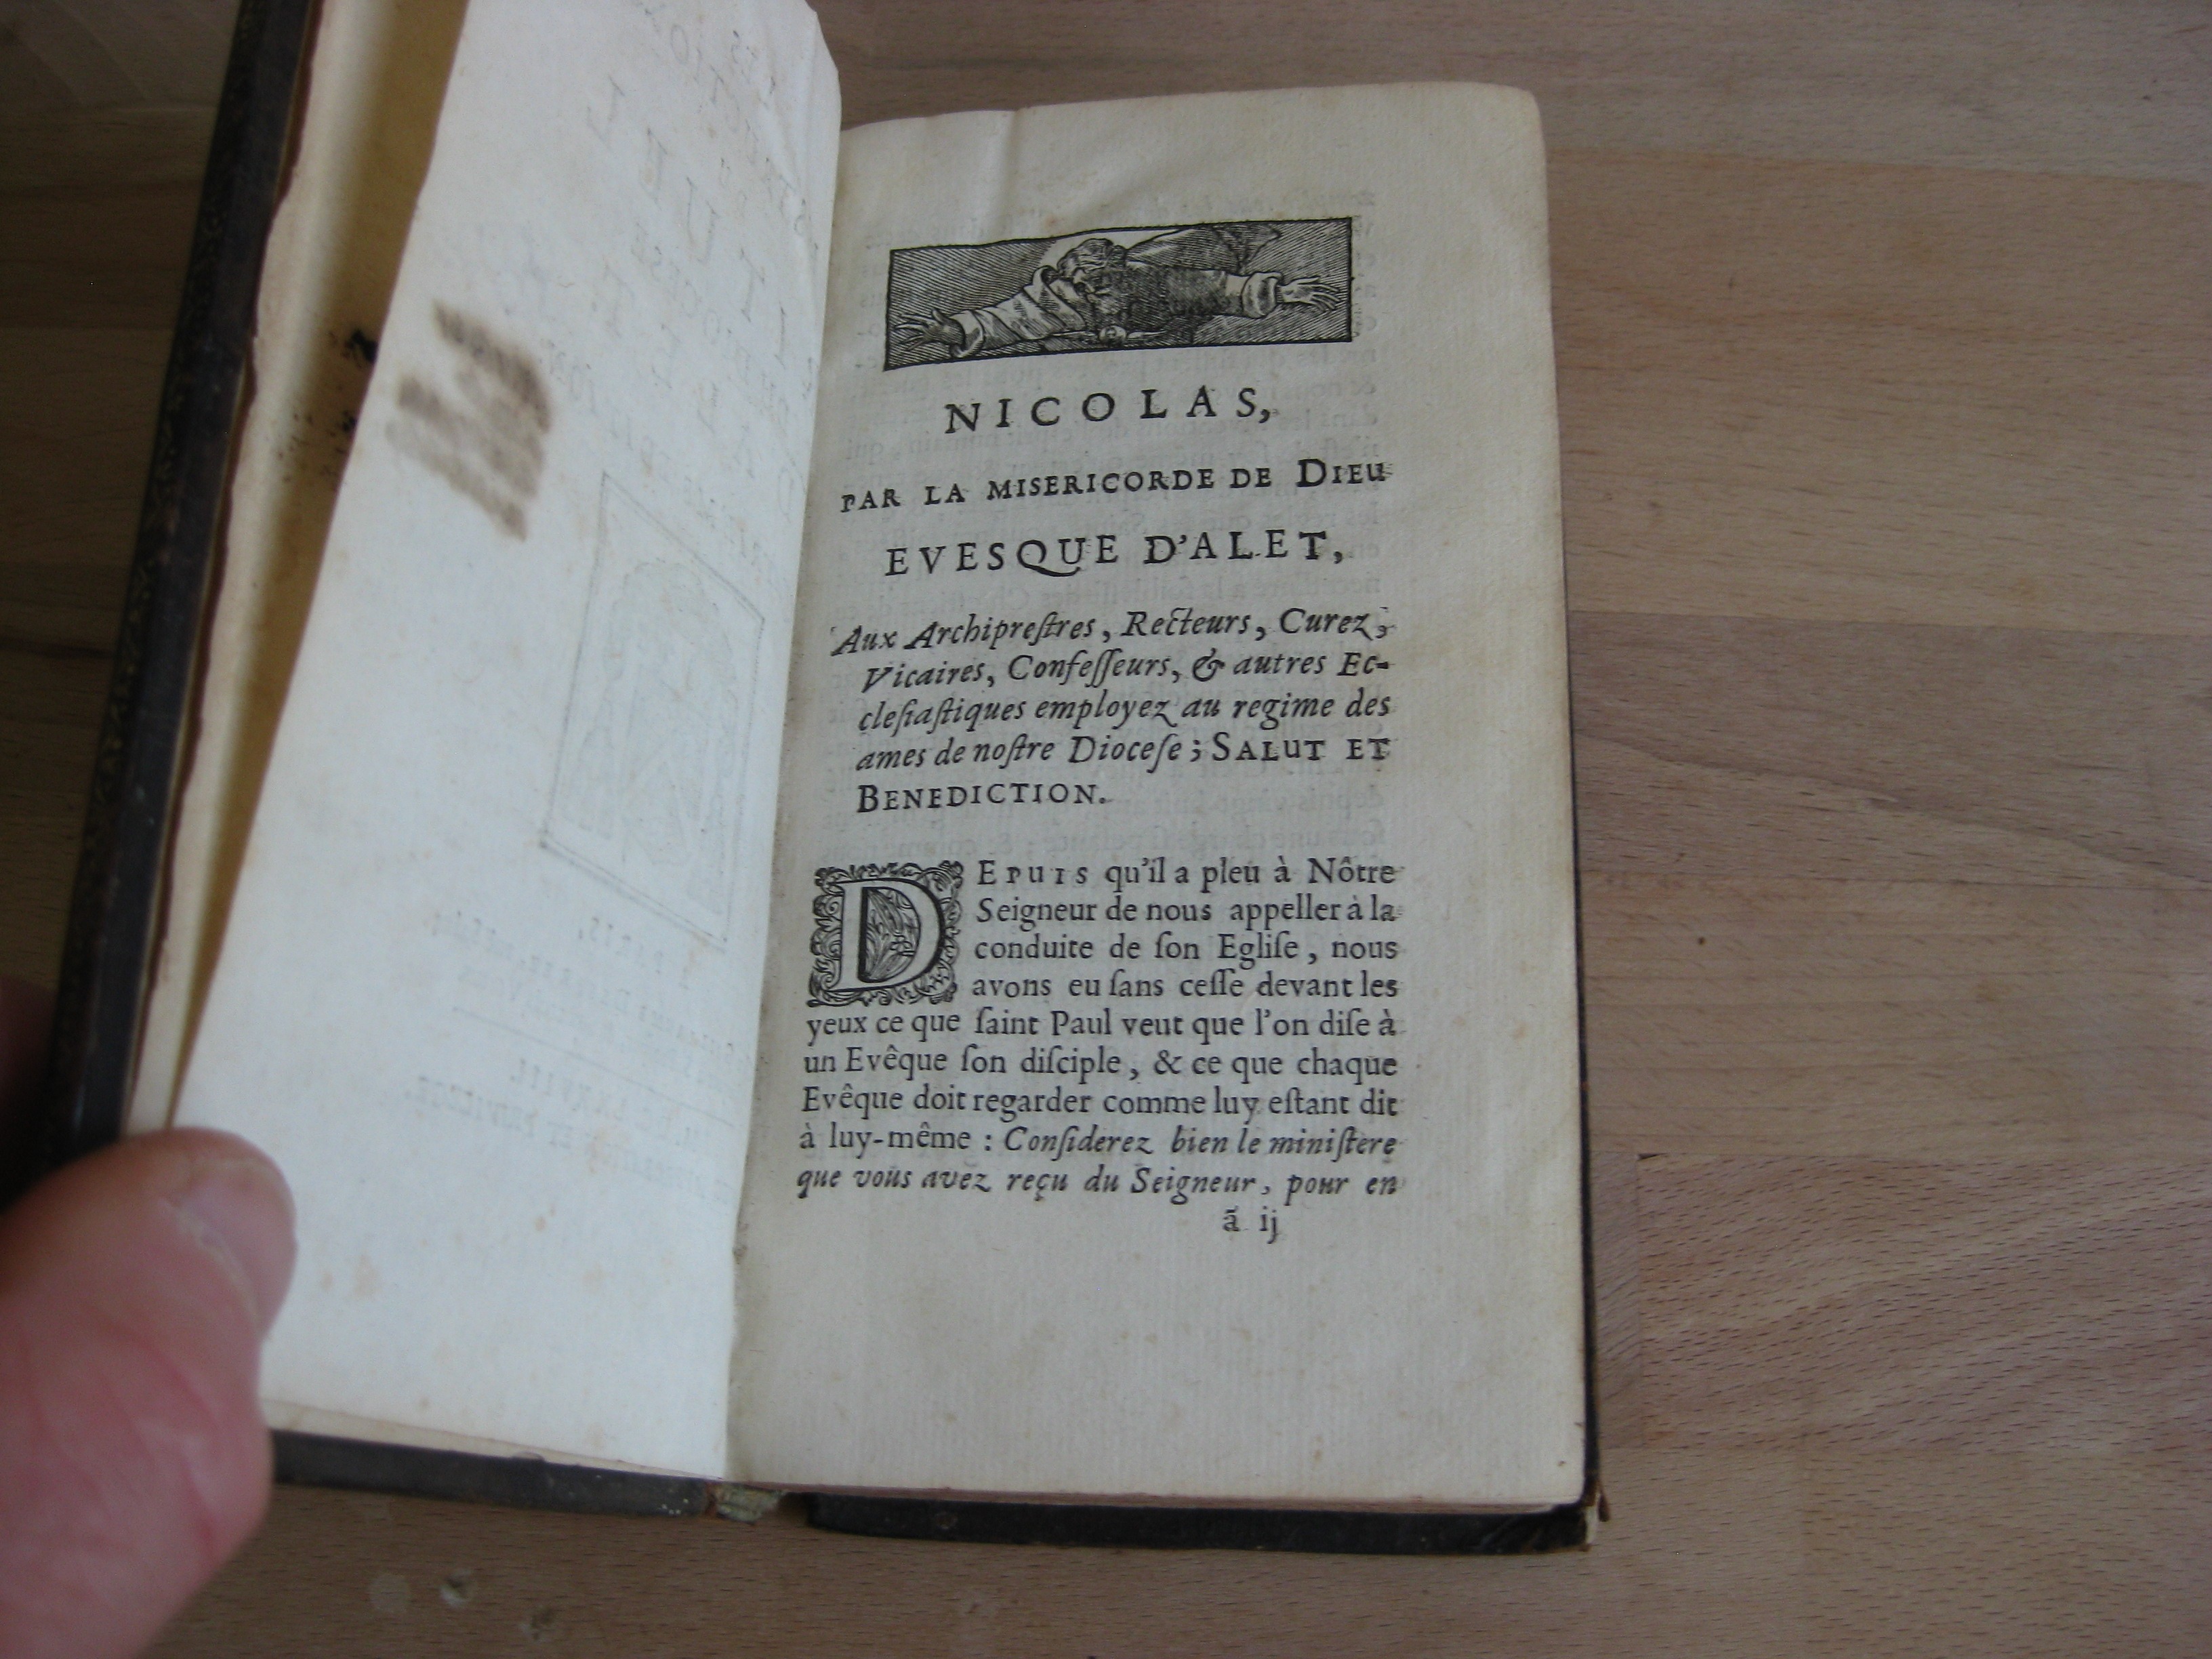 NICOLAS,
PAR LA MISERICORDE DE DIEU
EVESQUE D'ALET,
Aux Archipreſtres, Recteurs, Curez,
Vicaires, Confeſſeurs, & autres Ec-
cleſiaſtiques employez au regime des
ames de noſtre Dioceſe; SALUT ET
BENEDICTION.
DEPUIS qu'il a pleu à Nôtre
Seigneur de nous appeller à la
conduite de ſon Egliſe, nous
avons eu ſans ceſſe devant les
yeux ce que ſaint Paul veut que l'on diſe à
un Evêque ſon diſciple, & ce que chaque
Evêque doit regarder comme luy eſtant dit
à luy-même : Conſiderez bien le miniſtere
que vous avez reçu du Seigneur, pour en
ã ij